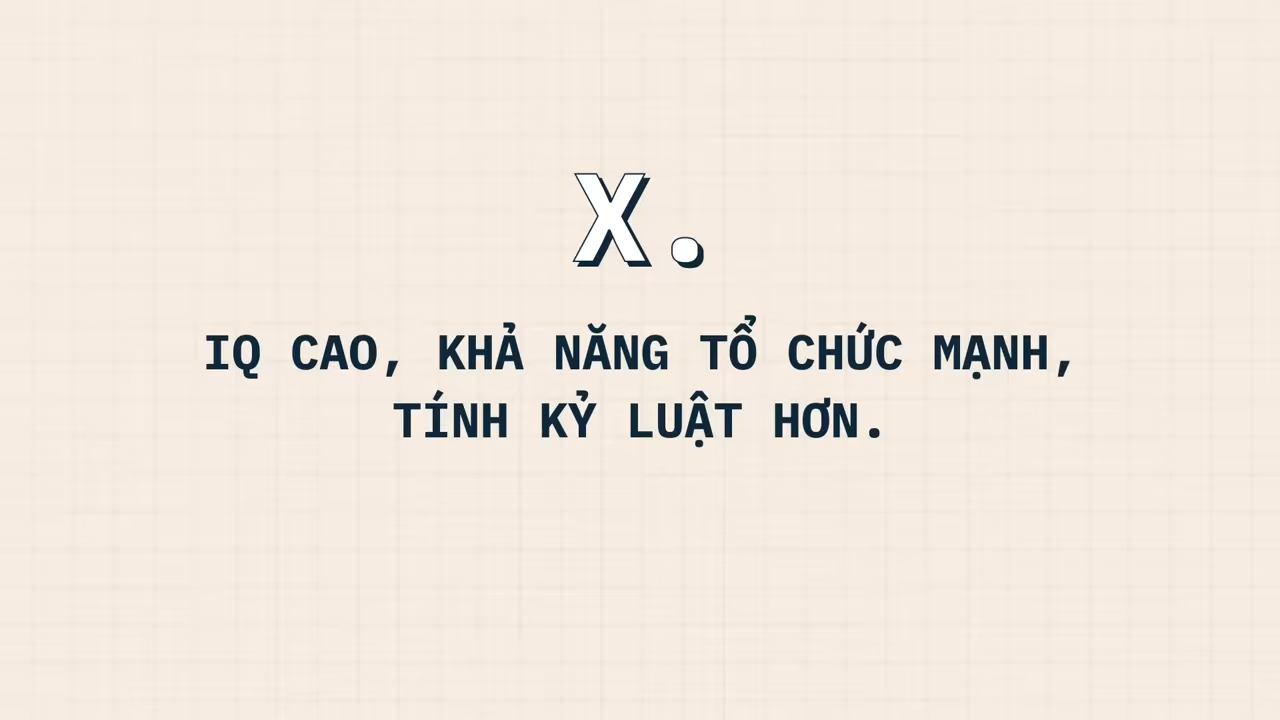 X.
IQ CAO, KHẢ NĂNG TỔ CHỨC MẠNH,
TÍNH KỶ LUẬT HƠN.